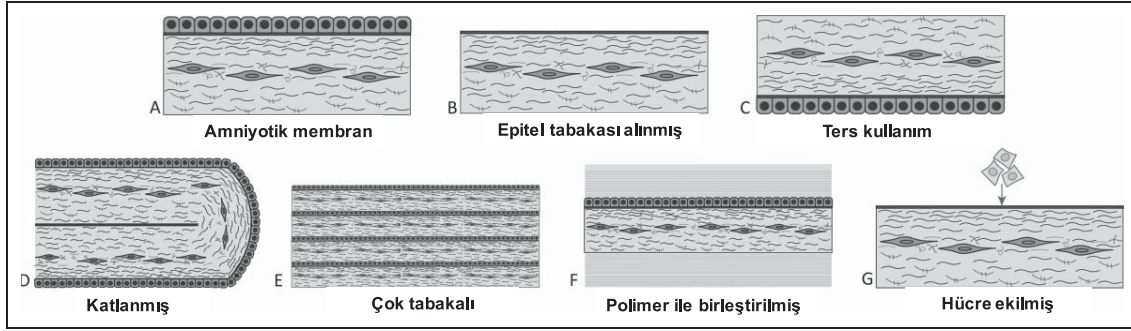 A
Amniyotik membran
B
Epitel tabakası alınmış
C
Ters kullanım
D
Katlanmış
E
Çok tabakalı
F
Polimer ile birleştirilmiş
G
Hücre ekilmiş